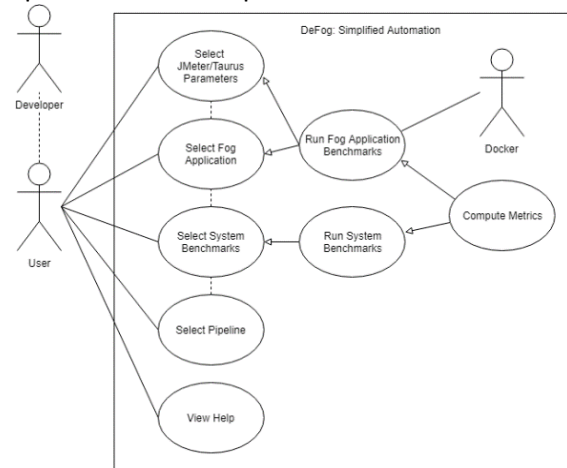 DeFog: Simplified Automation
Select
JMeter/Taurus
Parameters
Developer
Select Fog
Application
Run Fog Application
Benchmarks
Docker
User
Select System
Benchmarks
Run System
Benchmarks
Compute Metrics
Select Pipeline
View Help